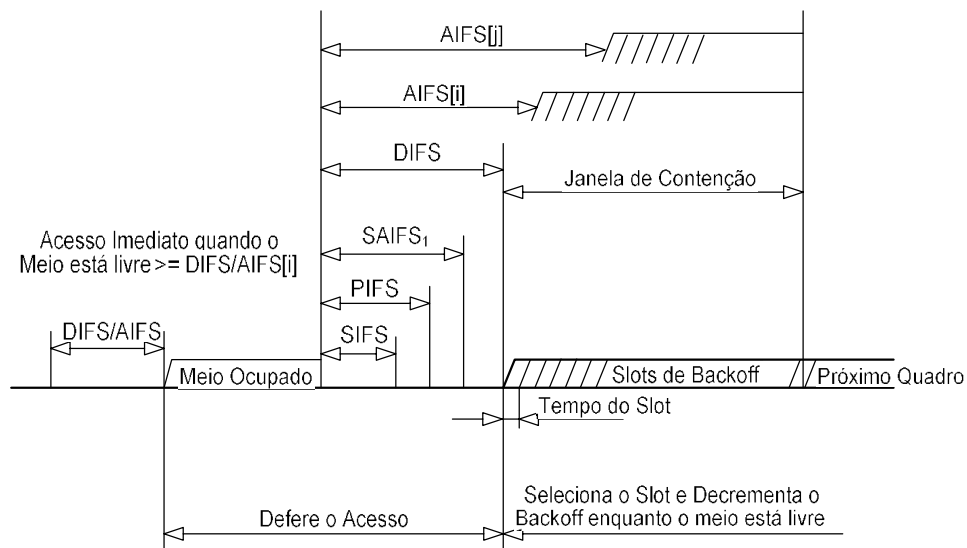 AIFS[j]
AIFS[i]
DIFS
Janela de Contenção
Acesso Imediato quando o
Meio está livre >= DIFS/AIFS[i]
SAIFS₁
PIFS
DIFS/AIFS
SIFS
Meio Ocupado
Slots de Backoff
Próximo Quadro
Tempo do Slot
Defere o Acesso
Seleciona o Slot e Decrementa o
Backoff enquanto o meio está livre